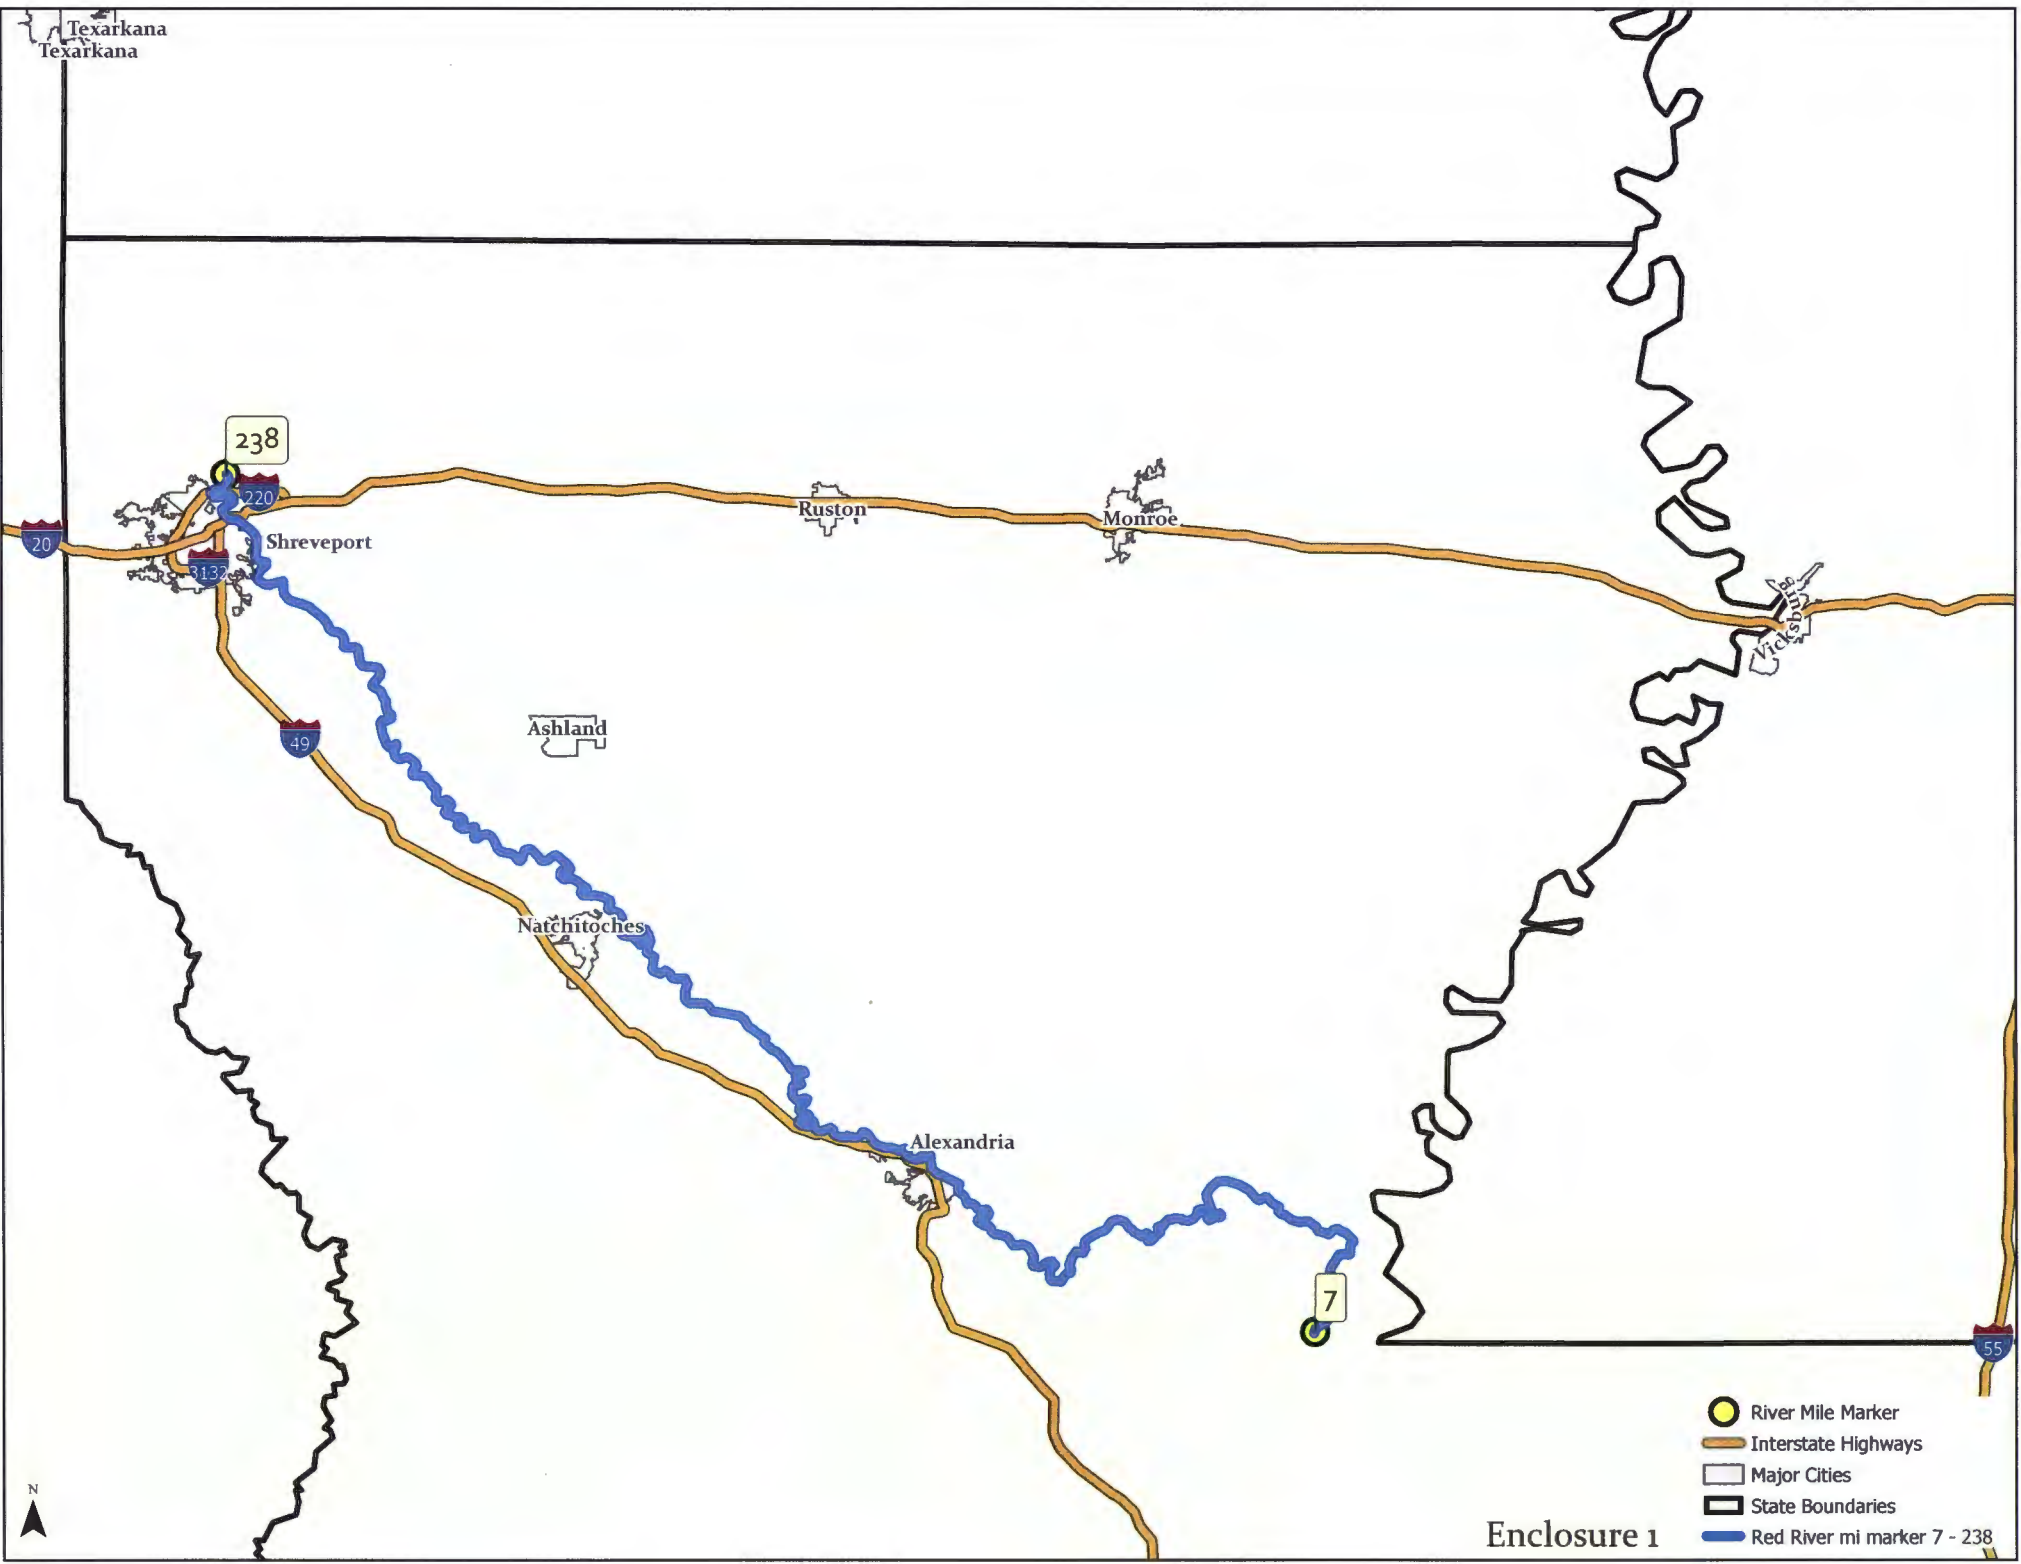 Texarkana
Texarkana
238
220
20
Shreveport
3132
Ruston
Monroe
Vicksburg
49
Ashland
Natchitoches
Alexandria
7
55
River Mile Marker
Interstate Highways
Major Cities
State Boundaries
Red River mi marker 7 - 238
N
Enclosure 1